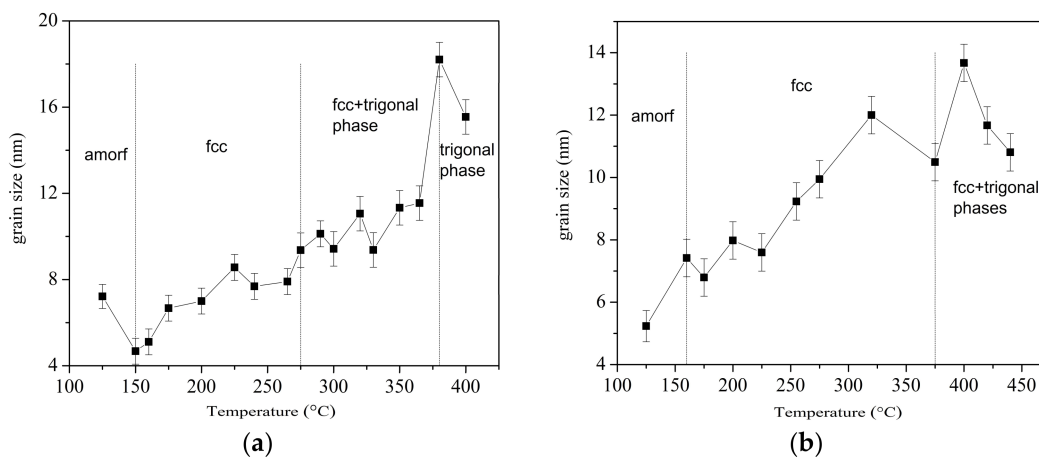 20
16
12
8
4
grain size (nm)
amorf
fcc
fcc+trigonal
phase
trigonal
phase
100 150 200 250 300 350 400
Temperature (°C)
(a)
14
12
10
8
6
4
grain size (nm)
amorf
fcc
fcc+trigonal
phases
100 150 200 250 300 350 400 450
Temperature (°C)
(b)